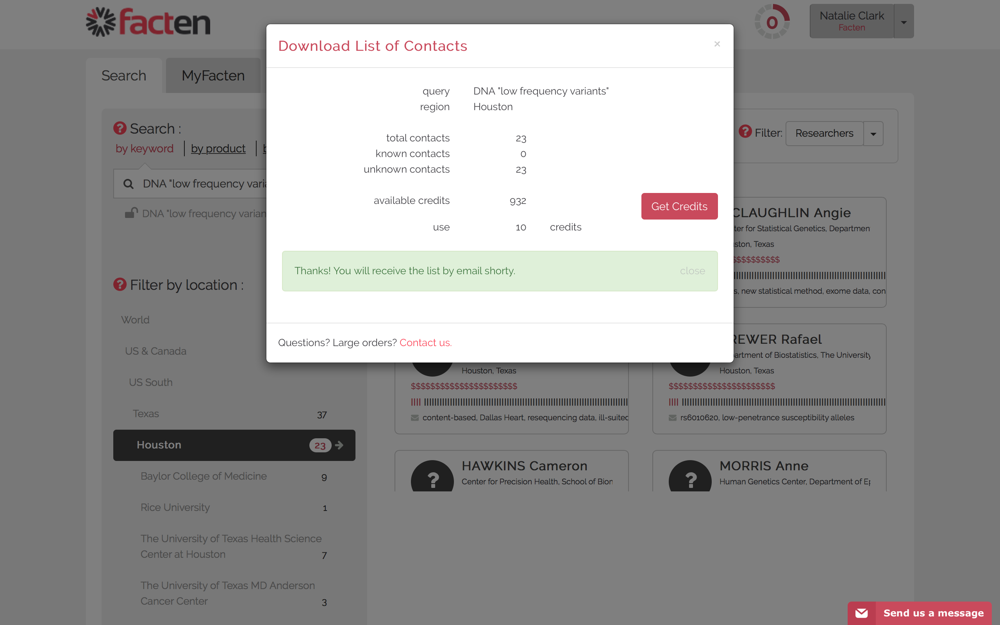 facten
0
Natalie Clark
Facten
Search
MyFacten
Download List of Contacts
×
query DNA "low frequency variants"
region Houston
total contacts 23
known contacts 0
unknown contacts 23
available credits 932
Get Credits
use 10 credits
Thanks! You will receive the list by email shorty.
close
Questions? Large orders? Contact us.
? Search :
by keyword
by product
DNA "low frequency varia
DNA "low frequency varian
? Filter by location :
World
US & Canada
US South
Texas 37
Houston 23
Baylor College of Medicine 9
Rice University 1
The University of Texas Health Science
Center at Houston 7
The University of Texas MD Anderson
Cancer Center 3
? Filter: Researchers
CLAUGHLIN Angie
ter for Statistical Genetics, Departmen
ston, Texas
$$$$$$$$$$
s, new statistical method, exome data, con
REWER Rafael
artment of Biostatistics, The University
Houston, Texas
$$$$$$$$$$$$$$$$$$$$$$
content-based, Dallas Heart, resequencing data, ill-suited
Houston, Texas
$$$$$$$$$$$$$$$$$$$$$$
rs6010620, low-penetrance susceptibility alleles
?
HAWKINS Cameron
Center for Precision Health, School of Bion
?
MORRIS Anne
Human Genetics Center, Department of Ep
Send us a message